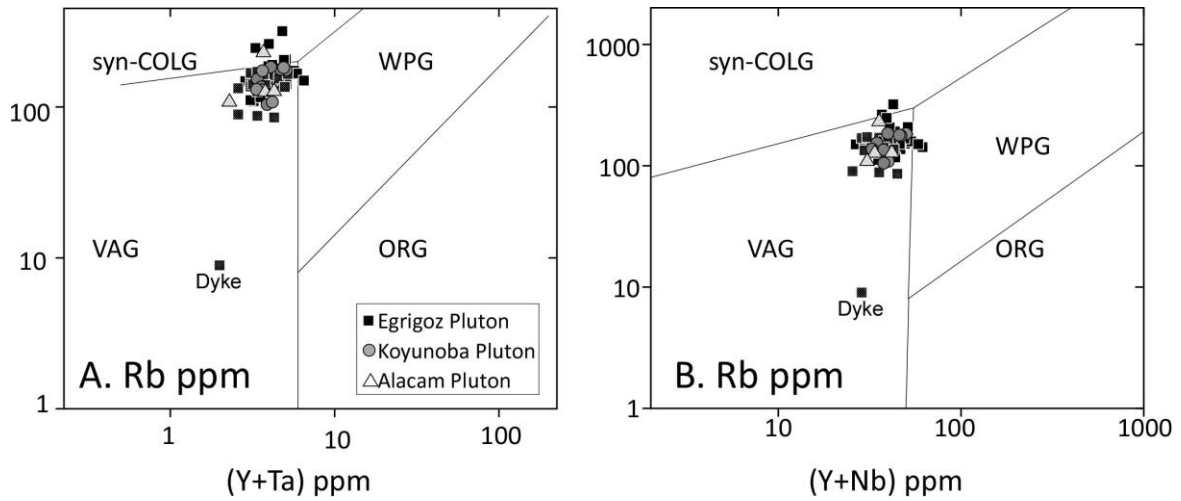 syn-COLG
WPG
100
VAG
10
ORG
Dyke
Egrigoz Pluton
Koyunoba Pluton
Alacam Pluton
A. Rb ppm
1
1
10
100
(Y+Ta) ppm
1000
syn-COLG
WPG
100
VAG
ORG
10
Dyke
B. Rb ppm
1
10
100
1000
(Y+Nb) ppm